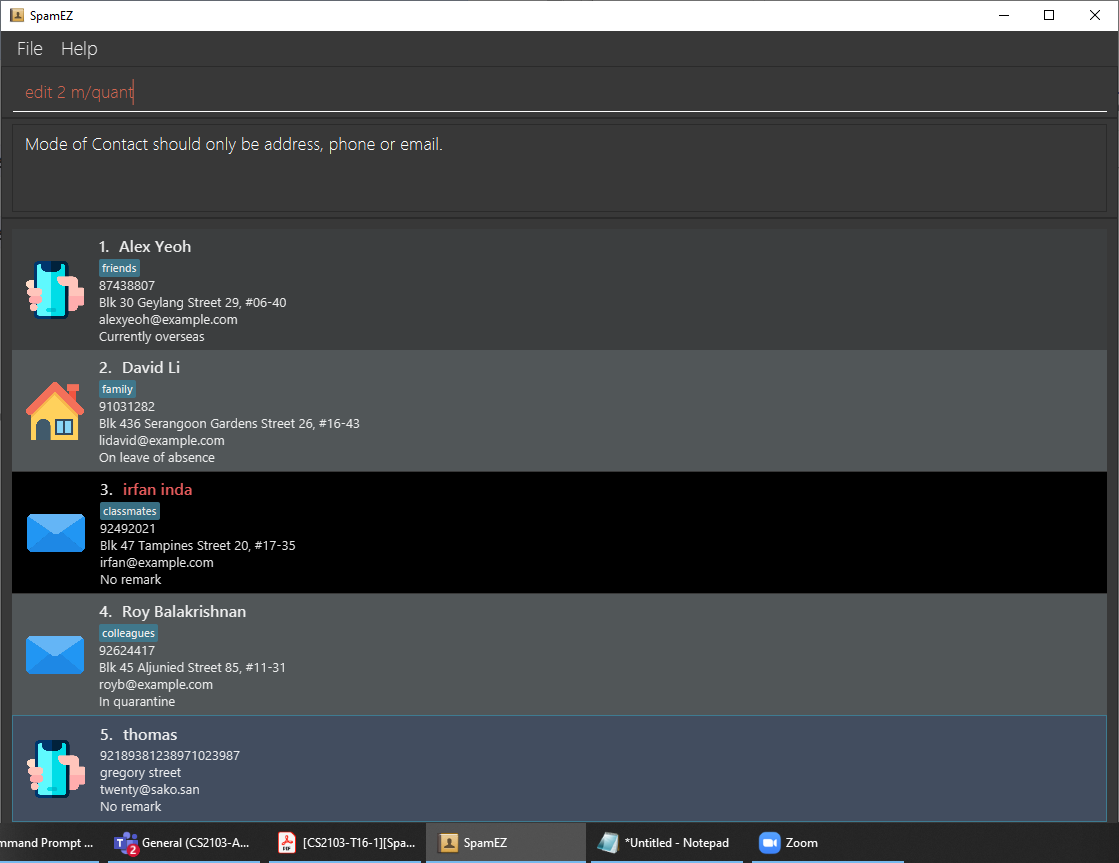 SpamEZ
File Help
edit 2 m/quant
Mode of Contact should only be address, phone or email.
1. Alex Yeoh
friends
87438807
Blk 30 Geylang Street 29, #06-40
alexyeoh@example.com
Currently overseas
2. David Li
family
91031282
Blk 436 Serangoon Gardens Street 26, #16-43
lidavid@example.com
On leave of absence
3. irfan inda
classmates
92492021
Blk 47 Tampines Street 20, #17-35
irfan@example.com
No remark
4. Roy Balakrishnan
colleagues
92624417
Blk 45 Aljunied Street 85, #11-31
royb@example.com
In quarantine
5. thomas
92189381238971023987
gregory street
twenty@sako.san
No remark
mmand Prompt ... 2 General (CS2103-A... [CS2103-T16-1][Spa... SpamEZ *Untitled - Notepad Zoom